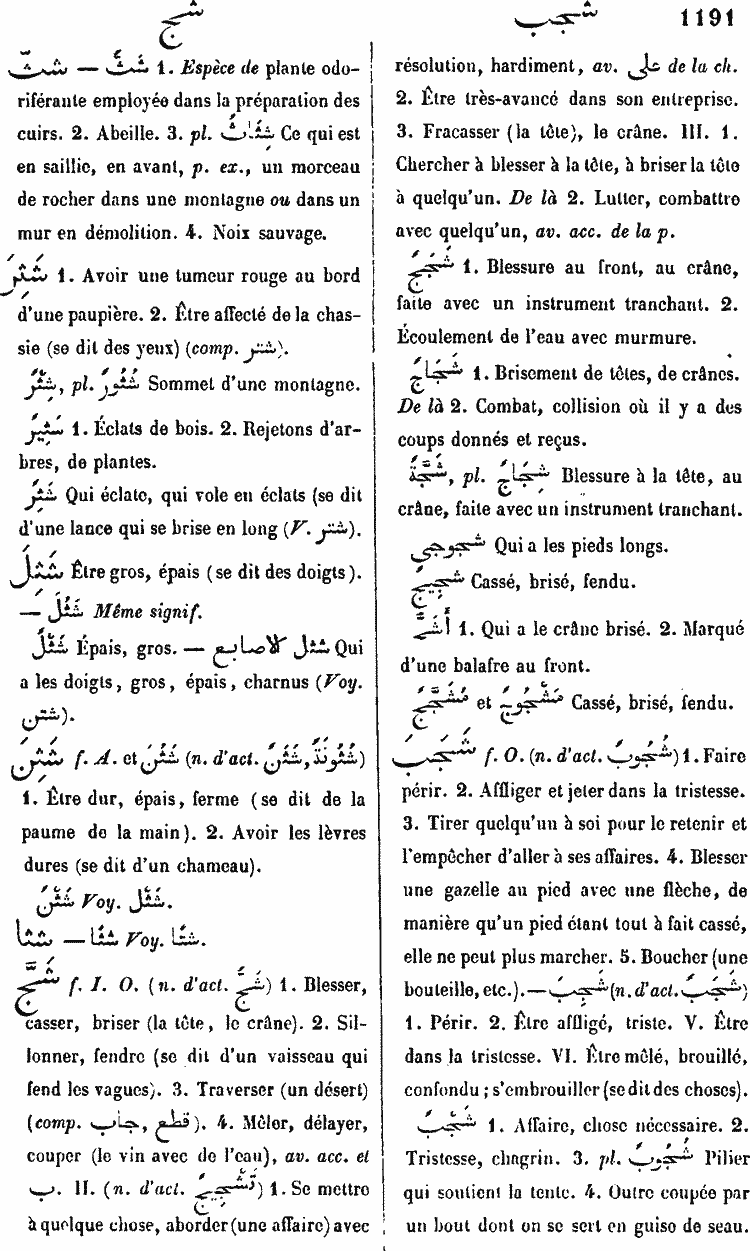 شج
شجب 1191
شث — شَثٌّ 1. Espèce de plante odo-
riférante employée dans la préparation des
cuirs. 2. Abeille. 3. pl. شِثَاثٌ Ce qui est
en saillie, en avant, p. ex., un morceau
de rocher dans une montagne ou dans un
mur en démolition. 4. Noix sauvage.
شَثِرَ 1. Avoir une tumeur rouge au bord
d'une paupière. 2. Être affecté de la chas-
sie (se dit des yeux) (comp. شتر).
شَثْرٌ, pl. شُثُورٌ Sommet d'une montagne.
شَثِيرٌ 1. Éclats de bois. 2. Rejetons d'ar-
bres, de plantes.
شَثِرٌ Qui éclate, qui vole en éclats (se dit
d'une lance qui se brise en long (V. شتر).
شَثُلَ Être gros, épais (se dit des doigts).
— شَثِلَ Même signif.
شَثْلٌ Épais, gros. — شثل الاصابع Qui
a les doigts, gros, épais, charnus (Voy.
شثن).
شَثِنَ f. A. et شَثُنَ (n. d'act. شَثَنٌ, شُثُونَةٌ)
1. Être dur, épais, ferme (se dit de la
paume de la main). 2. Avoir les lèvres
dures (se dit d'un chameau).
شَثْنٌ Voy. شَثْلٌ.
شثا — شَثًا Voy. شَتًا.
شَجَّ f. I. O. (n. d'act. شَجٌّ) 1. Blesser,
casser, briser (la tête, le crâne). 2. Sil-
lonner, fendre (se dit d'un vaisseau qui
fend les vagues). 3. Traverser (un désert)
(comp. جاب, قطع). 4. Mêler, délayer,
couper (le vin avec de l'eau), av. acc. et
ب. II. (n. d'act. تَشْجِيجٌ) 1. Se mettre
à quelque chose, aborder (une affaire) avec
résolution, hardiment, av. على de la ch.
2. Être très-avancé dans son entreprise.
3. Fracasser (la tête), le crâne. III. 1.
Chercher à blesser à la tête, à briser la tête
à quelqu'un. De là 2. Lutter, combattre
avec quelqu'un, av. acc. de la p.
شَجَجٌ 1. Blessure au front, au crâne,
faite avec un instrument tranchant. 2.
Écoulement de l'eau avec murmure.
شِجَاجٌ 1. Brisement de têtes, de crânes.
De là 2. Combat, collision où il y a des
coups donnés et reçus.
شَجَّةٌ, pl. شِجَاجٌ Blessure à la tête, au
crâne, faite avec un instrument tranchant.
شجوجى Qui a les pieds longs.
شَجِيجٌ Cassé, brisé, fendu.
أَشَجُّ 1. Qui a le crâne brisé. 2. Marqué
d'une balafre au front.
مُشَجَّجٌ et مَشْجُوجٌ Cassé, brisé, fendu.
شَجَبَ f. O. (n. d'act. شُجُوبٌ) 1. Faire
périr. 2. Affliger et jeter dans la tristesse.
3. Tirer quelqu'un à soi pour le retenir et
l'empêcher d'aller à ses affaires. 4. Blesser
une gazelle au pied avec une flèche, de
manière qu'un pied étant tout à fait cassé,
elle ne peut plus marcher. 5. Boucher (une
bouteille, etc.).—شَجِبَ (n. d'act. شَجَبٌ)
1. Périr. 2. Être affligé, triste. V. Être
dans la tristesse. VI. Être mêlé, brouillé,
confondu ; s'embrouiller (se dit des choses).
شَجْبٌ 1. Affaire, chose nécessaire. 2.
Tristesse, chagrin. 3. pl. شُجُوبٌ Pilier
qui soutient la tente. 4. Outre coupée par
un bout dont on se sert en guise de seau.